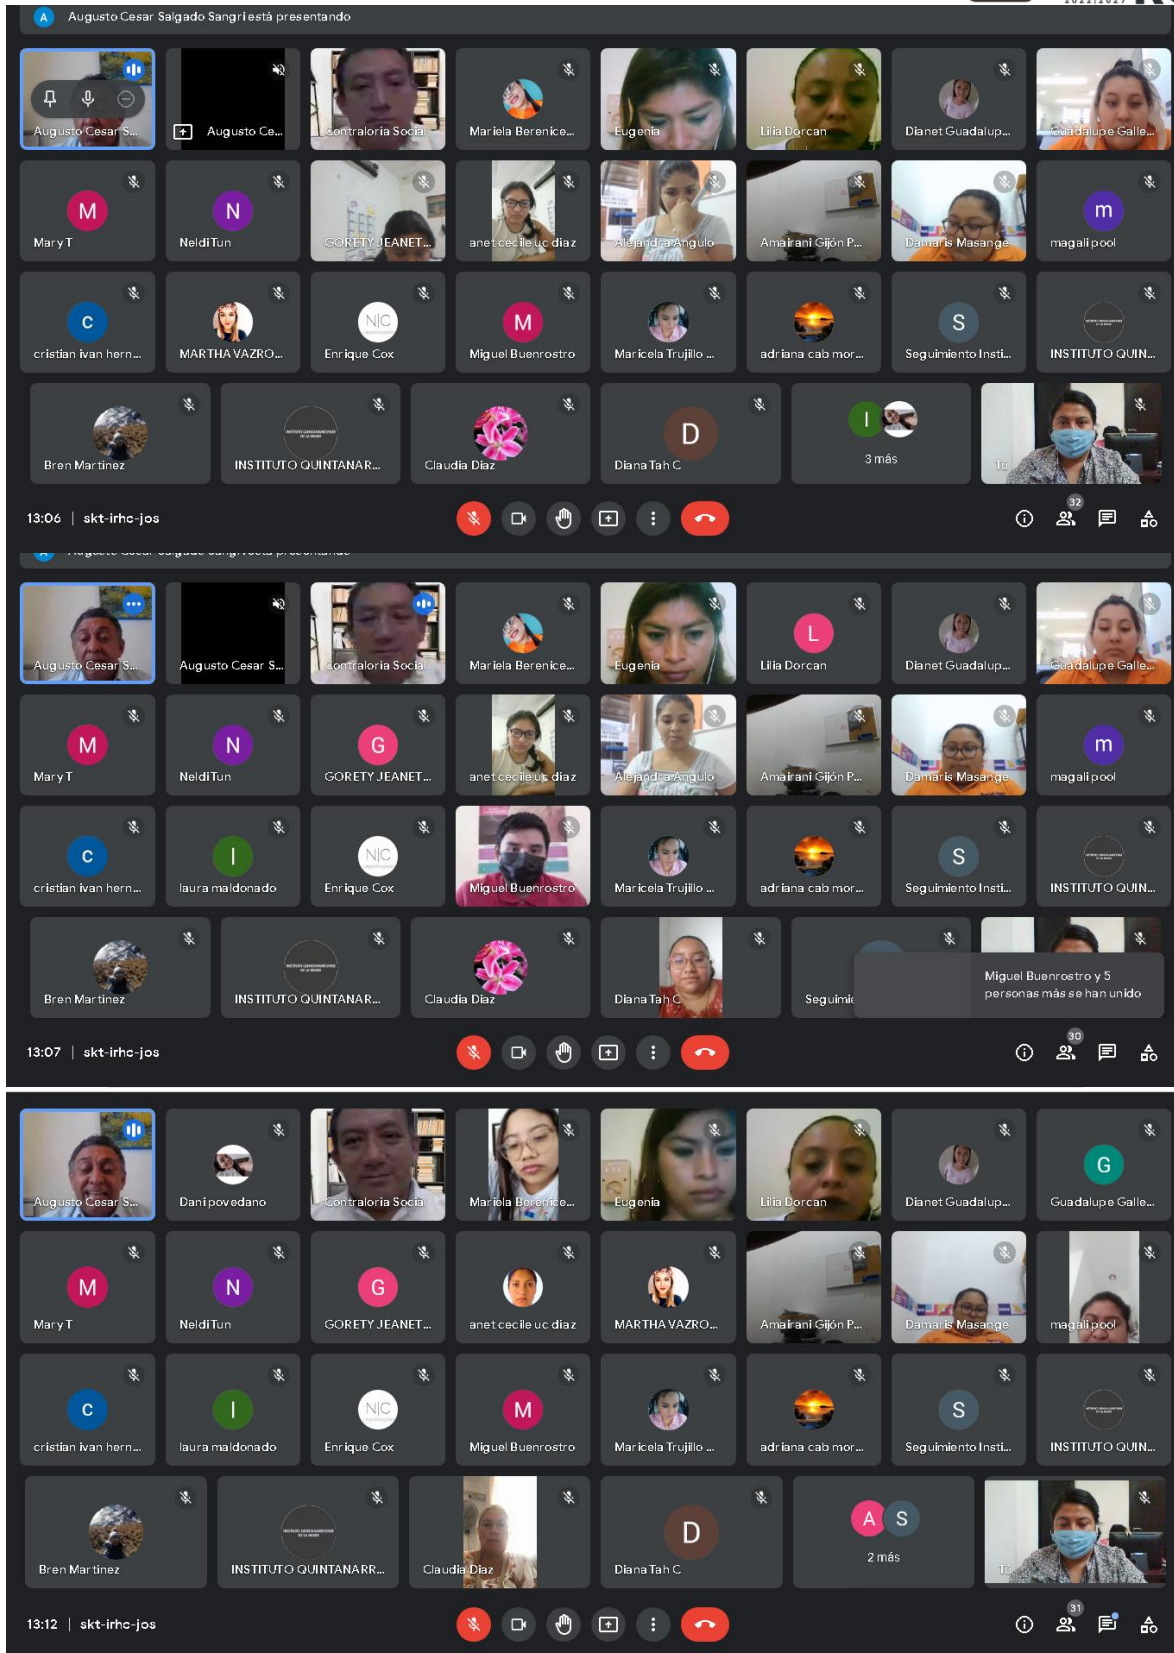 2022|2027
A Augusto Cesar Salgado Sangri está presentando
Augusto Cesar S...
Augusto Ce...
Contraloria Social
Mariela Berenice...
Eugenia
Lilia Dorcan
Dianet Guadalup...
Guadalupe Galle...
M
Mary T
N
Neldi Tun
GORETY JEANET...
anet cecile uc diaz
Alejandra Angulo
Amairani Gijón P...
Damaris Masange
m
magali pool
c
cristian ivan hern...
MARTHA VAZRO...
N|C
Enrique Cox
M
Miguel Buenrostro
Maricela Trujillo ...
adriana cab mor...
S
Seguimiento Insti...
INSTITUTO QUIN...
Bren Martinez
INSTITUTO QUINTANAR...
Claudia Diaz
D
Diana Tah C
I
3 más
Tú
13:06 | skt-irhc-jos
32
A Augusto Cesar Salgado Sangri está presentando
Augusto Cesar S...
Augusto Cesar S...
Contraloria Social
Mariela Berenice...
Eugenia
L
Lilia Dorcan
Dianet Guadalup...
Guadalupe Galle...
M
Mary T
N
Neldi Tun
G
GORETY JEANET...
anet cecile uc diaz
Alejandra Angulo
Amairani Gijón P...
Damaris Masange
m
magali pool
c
cristian ivan hern...
l
laura maldonado
N|C
Enrique Cox
Miguel Buenrostro
Maricela Trujillo ...
adriana cab mor...
S
Seguimiento Insti...
INSTITUTO QUIN...
Bren Martinez
INSTITUTO QUINTANAR...
Claudia Diaz
Diana Tah C
Seguimie
Miguel Buenrostro y 5
personas más se han unido
13:07 | skt-irhc-jos
30
Augusto Cesar S...
Dani povedano
Contraloria Social
Mariela Berenice...
Eugenia
Lilia Dorcan
Dianet Guadalup...
G
Guadalupe Galle...
M
Mary T
N
Neldi Tun
G
GORETY JEANET...
anet cecile uc diaz
MARTHA VAZRO...
Amairani Gijón P...
Damaris Masange
magali pool
c
cristian ivan hern...
l
laura maldonado
N|C
Enrique Cox
M
Miguel Buenrostro
Maricela Trujillo ...
adriana cab mor...
S
Seguimiento Insti...
INSTITUTO QUIN...
Bren Martinez
INSTITUTO QUINTANARR...
Claudia Diaz
D
Diana Tah C
A S
2 más
Tú
13:12 | skt-irhc-jos
31